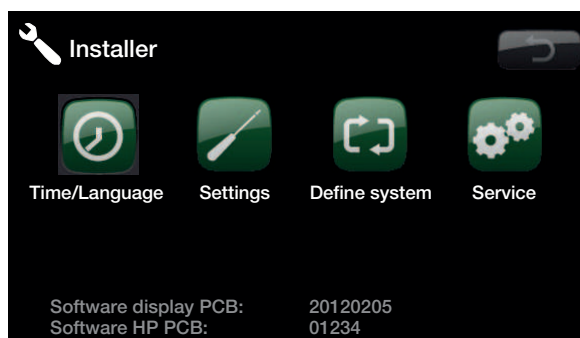 Installer
Time/Language Settings Define system Service
Software display PCB: 20120205
Software HP PCB: 01234